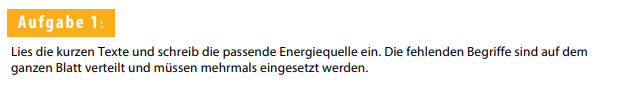 Aufgabe 1:
Lies die kurzen Texte und schreib die passende Energiequelle ein. Die fehlenden Begriffe sind auf dem
ganzen Blatt verteilt und müssen mehrmals eingesetzt werden.